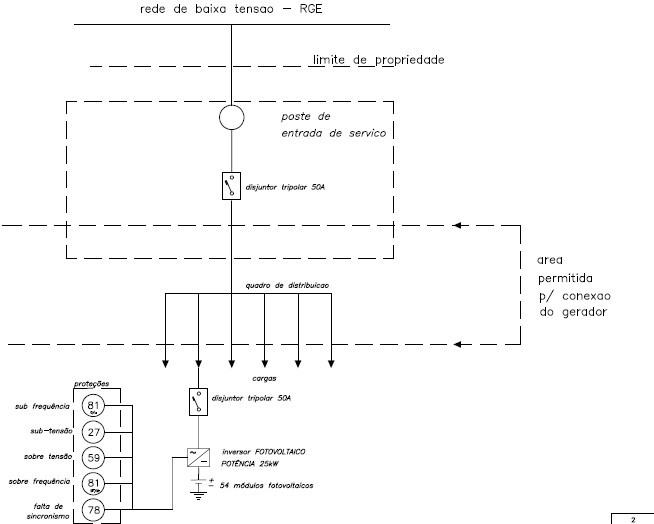 rede de baixa tensao - RGE
limite de propriedade
poste de
entrada de servico
disjuntor tripolar 50A
area
permitida
p/ conexao
do gerador
quadro de distribuicao
cargas
proteções
disjuntor tripolar 50A
sub frequência
81
sub-tensão
27
sobre tensão
59
inversor FOTOVOLTAICO
POTÊNCIA 25kW
sobre frequência
81
+
-
54 módulos fotovoltaicos
falta de
sincronismo
78
2